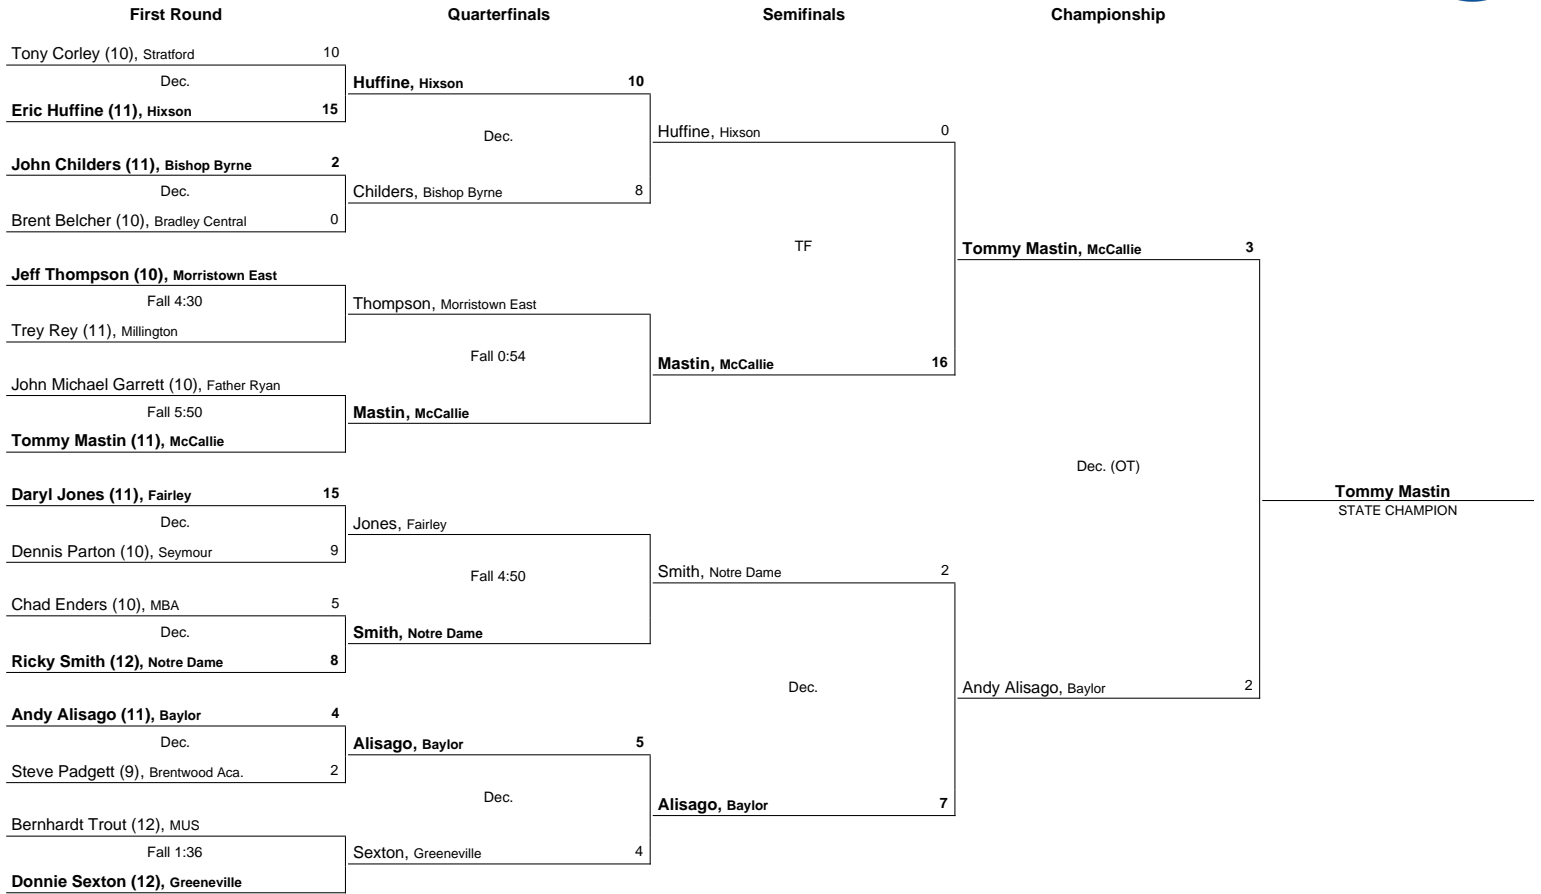 First Round
Quarterfinals
Semifinals
Championship
Tony Corley (10), Stratford 10
Dec.
Eric Huffine (11), Hixson 15
John Childers (11), Bishop Byrne 2
Dec.
Brent Belcher (10), Bradley Central 0
Jeff Thompson (10), Morristown East
Fall 4:30
Trey Rey (11), Millington
John Michael Garrett (10), Father Ryan
Fall 5:50
Tommy Mastin (11), McCallie
Daryl Jones (11), Fairley 15
Dec.
Dennis Parton (10), Seymour 9
Chad Enders (10), MBA 5
Dec.
Ricky Smith (12), Notre Dame 8
Andy Alisago (11), Baylor 4
Dec.
Steve Padgett (9), Brentwood Aca. 2
Bernhardt Trout (12), MUS
Fall 1:36
Donnie Sexton (12), Greeneville
Huffine, Hixson 10
Dec.
Childers, Bishop Byrne 8
Thompson, Morristown East
Fall 0:54
Mastin, McCallie
Jones, Fairley
Fall 4:50
Smith, Notre Dame
Alisago, Baylor 5
Dec.
Sexton, Greeneville 4
Huffine, Hixson 0
TF
Mastin, McCallie 16
Smith, Notre Dame 2
Dec.
Alisago, Baylor 7
Tommy Mastin, McCallie 3
Dec. (OT)
Andy Alisago, Baylor 2
Tommy Mastin
STATE CHAMPION